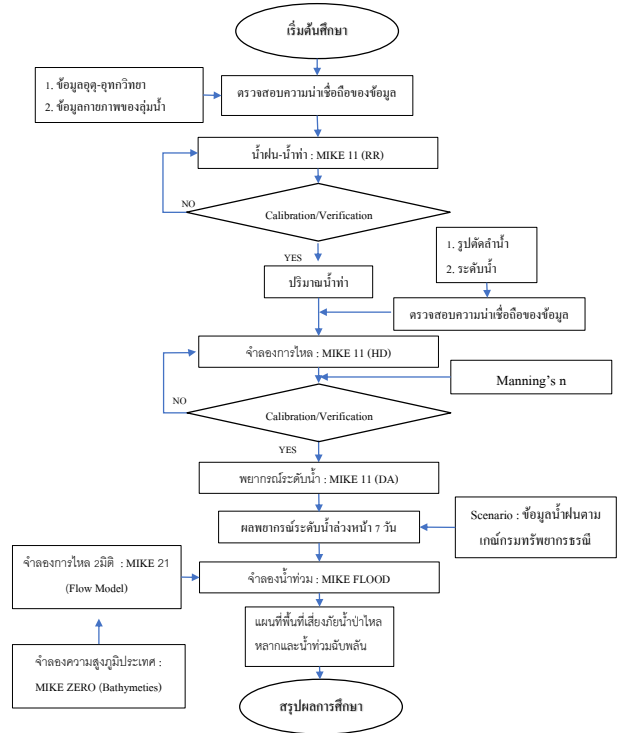 เริ่มต้นศึกษา
1. ข้อมูลอุตุ-อุทกวิทยา
2. ข้อมูลกายภาพของลุ่มน้ำ
ตรวจสอบความน่าเชื่อถือของข้อมูล
น้ำฝน-น้ำท่า : MIKE 11 (RR)
NO
Calibration/Verification
YES
1. รูปตัดลำน้ำ
2. ระดับน้ำ
ปริมาณน้ำท่า
ตรวจสอบความน่าเชื่อถือของข้อมูล
จำลองการไหล : MIKE 11 (HD)
Manning's n
NO
Calibration/Verification
YES
พยากรณ์ระดับน้ำ : MIKE 11 (DA)
ผลพยากรณ์ระดับน้ำล่วงหน้า 7 วัน
Scenario : ข้อมูลน้ำฝนตาม
เกณ์กรมทรัพยากรธรณี
จำลองการไหล 2มิติ : MIKE 21
(Flow Model)
จำลองน้ำท่วม : MIKE FLOOD
แผนที่พื้นที่เสี่ยงภัยน้ำป่าไหล
หลากและน้ำท่วมฉับพลัน
จำลองความสูงภูมิประเทศ :
MIKE ZERO (Bathymeties)
สรุปผลการศึกษา